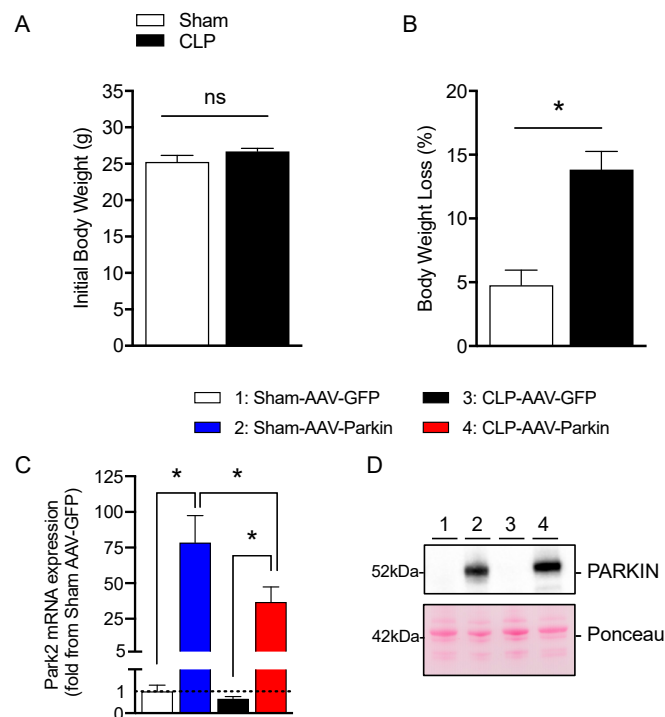 A
Sham
CLP
B
ns
Initial Body Weight (g)
35
30
25
20
15
10
5
0
*
Body Weight Loss (%)
20
15
10
5
0
1: Sham-AAV-GFP
3: CLP-AAV-GFP
2: Sham-AAV-Parkin
4: CLP-AAV-Parkin
C
Park2 mRNA expression
(fold from Sham AAV-GFP)
125
100
75
50
25
5
1
0
*
*
*
D
1 2 3 4
52kDa
PARKIN
42kDa
Ponceau